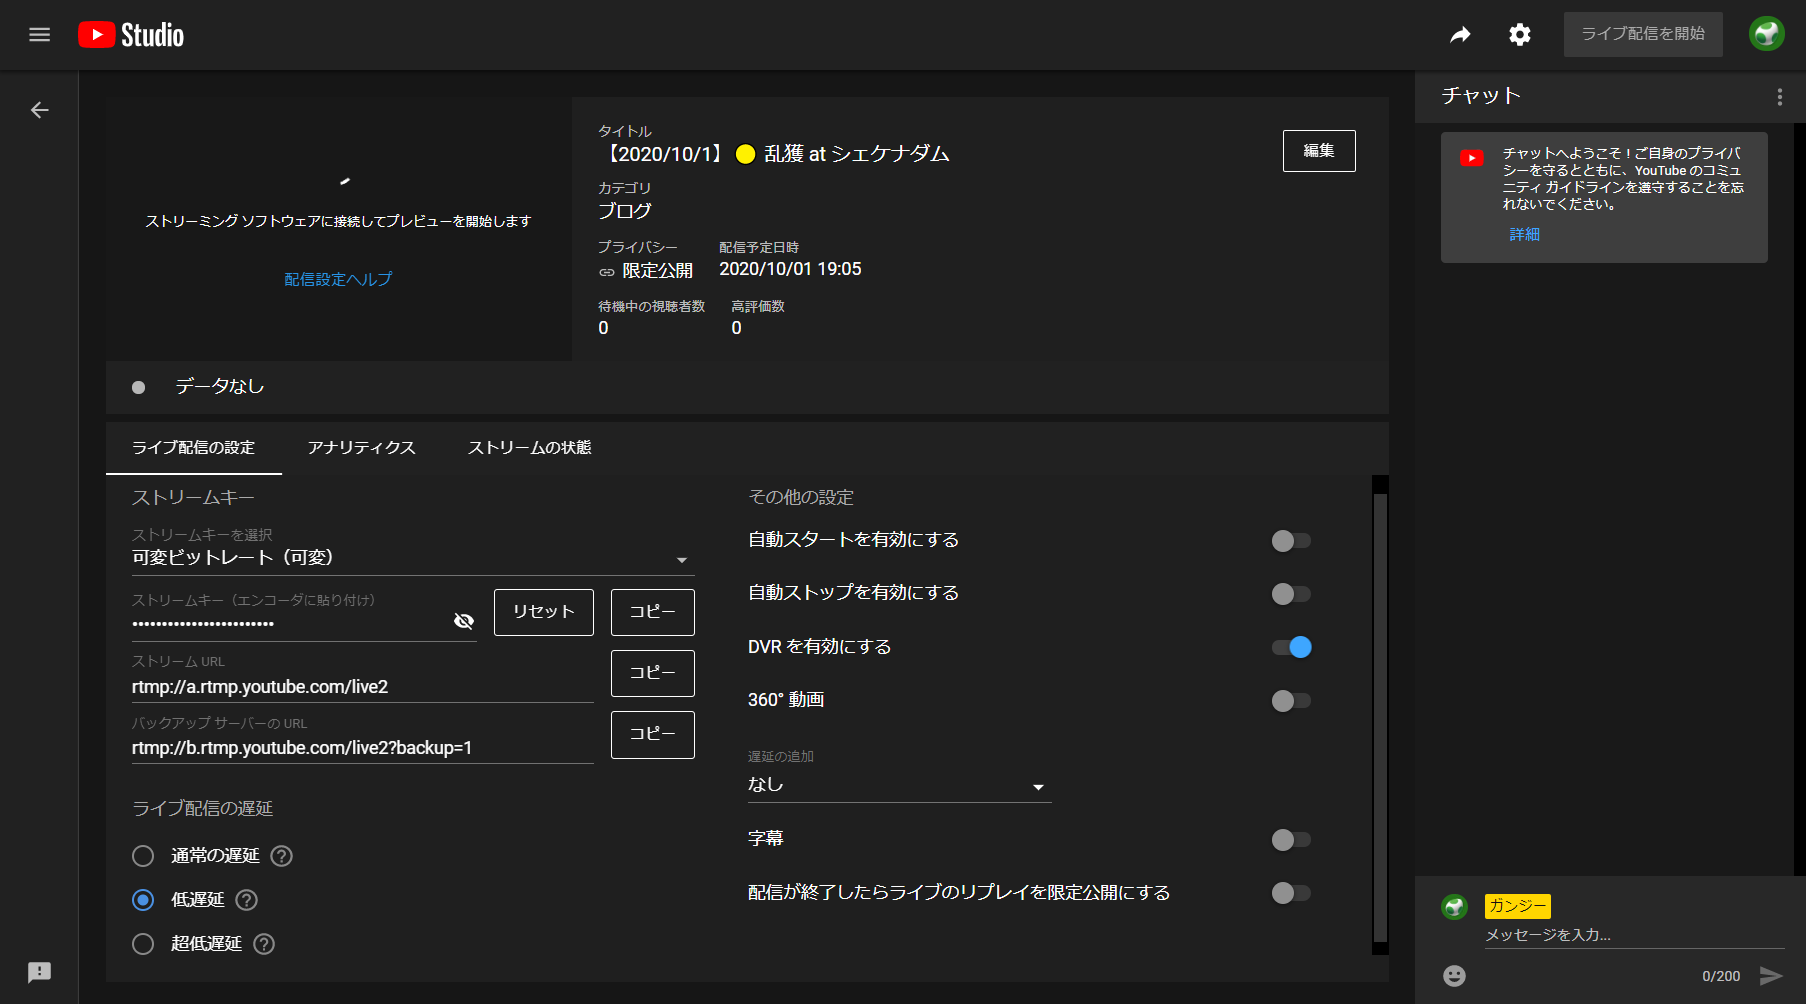 Studio
ライブ配信を開始
ストリーミング ソフトウェアに接続してプレビューを開始します
配信設定ヘルプ
タイトル
【2020/10/1】🟡 乱獲 at シェケナダム
編集
カテゴリ
ブログ
プライバシー
限定公開
配信予定日時
2020/10/01 19:05
待機中の視聴者数
0
高評価数
0
データなし
ライブ配信の設定
アナリティクス
ストリームの状態
ストリームキー
ストリームキーを選択
可変ビットレート（可変）
ストリームキー（エンコーダに貼り付け）
••••••••••••••••••••••••
リセット
コピー
ストリーム URL
rtmp://a.rtmp.youtube.com/live2
コピー
バックアップ サーバーの URL
rtmp://b.rtmp.youtube.com/live2?backup=1
コピー
ライブ配信の遅延
通常の遅延
低遅延
超低遅延
その他の設定
自動スタートを有効にする
自動ストップを有効にする
DVR を有効にする
360° 動画
遅延の追加
なし
字幕
配信が終了したらライブのリプレイを限定公開にする
チャット
チャットへようこそ！ご自身のプライバ
シーを守るとともに、YouTube のコミュ
ニティ ガイドラインを遵守することを忘
れないでください。
詳細
ガンジー
メッセージを入力...
0/200